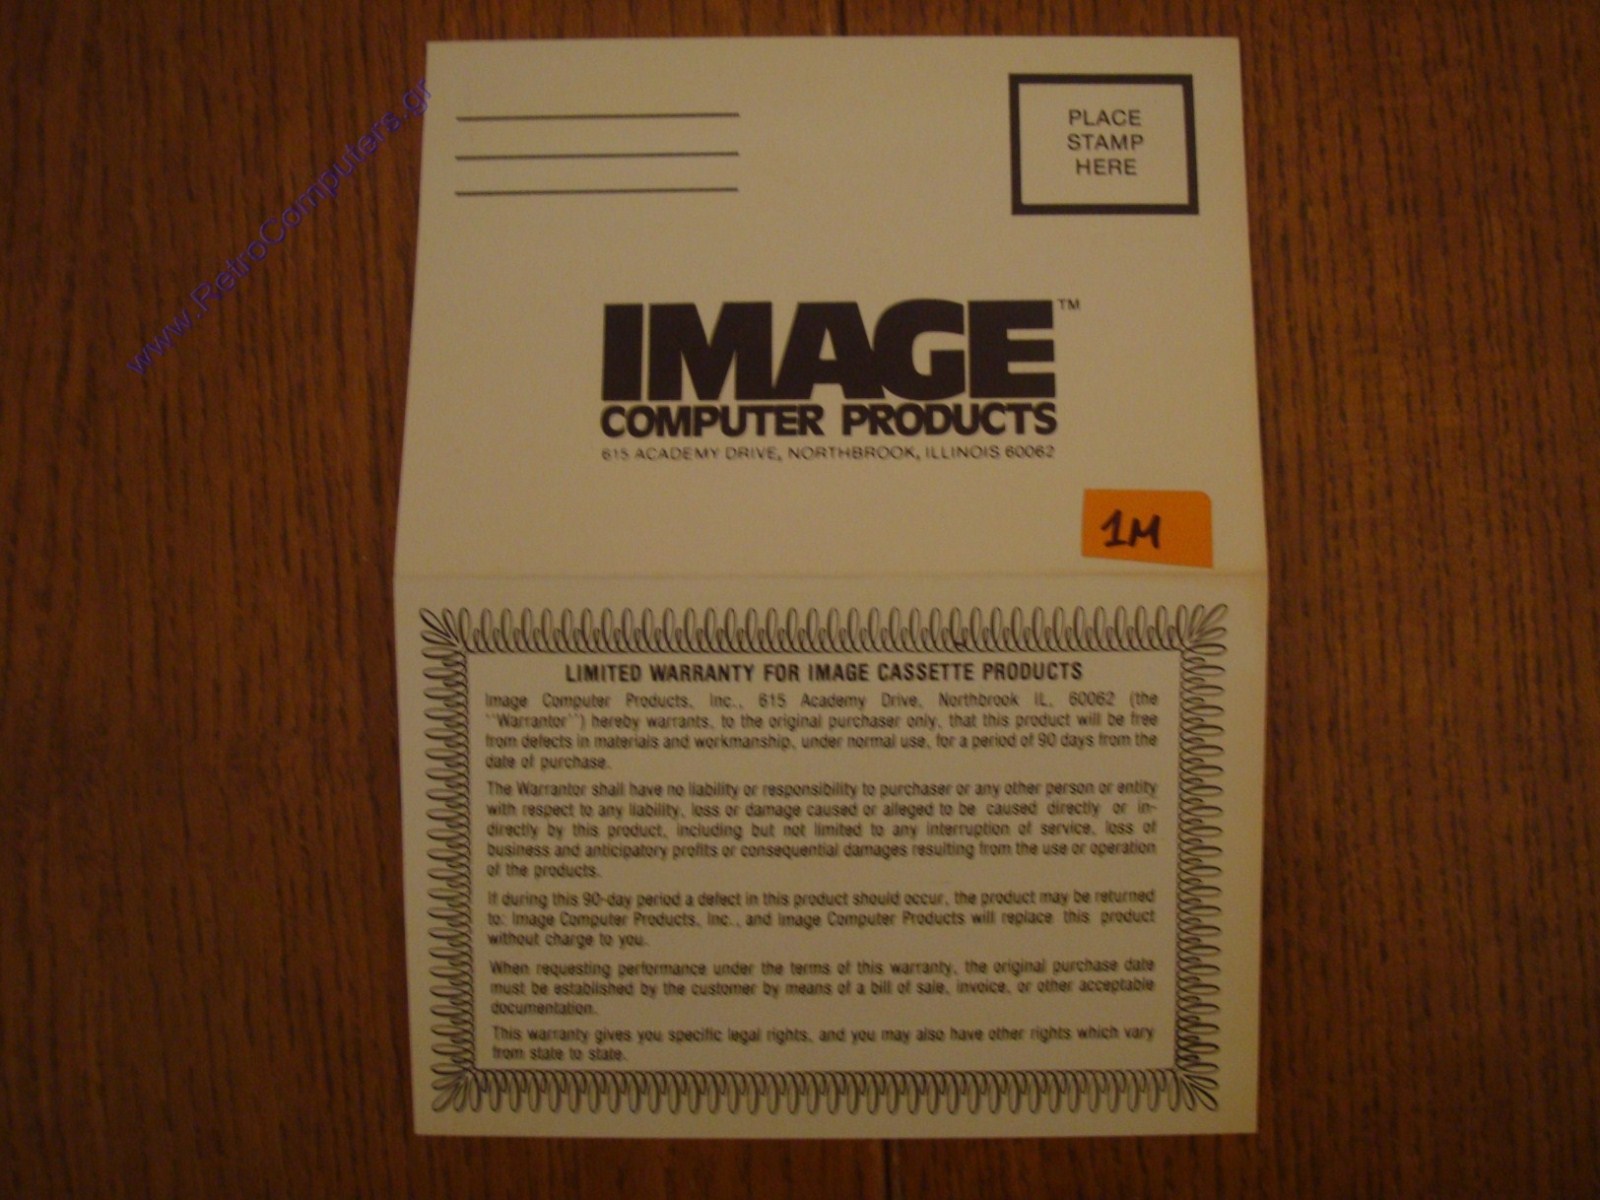 www.RetroComputers.gr
PLACE
STAMP
HERE
IMAGE™
COMPUTER PRODUCTS
615 ACADEMY DRIVE, NORTHBROOK, ILLINOIS 60062
1M
LIMITED WARRANTY FOR IMAGE CASSETTE PRODUCTS
Image Computer Products, Inc., 615 Academy Drive, Northbrook IL, 60062 (the
''Warrantor'') hereby warrants, to the original purchaser only, that this product will be free
from defects in materials and workmanship, under normal use, for a period of 90 days from the
date of purchase.
The Warrantor shall have no liability or responsibility to purchaser or any other person or entity
with respect to any liability, loss or damage caused or alleged to be caused directly or in-
directly by this product, including but not limited to any interruption of service, loss of
business and anticipatory profits or consequential damages resulting from the use or operation
of the products.
If during this 90-day period a defect in this product should occur, the product may be returned
to: Image Computer Products, Inc., and Image Computer Products will replace this product
without charge to you.
When requesting performance under the terms of this warranty, the original purchase date
must be established by the customer by means of a bill of sale, invoice, or other acceptable
documentation.
This warranty gives you specific legal rights, and you may also have other rights which vary
from state to state.